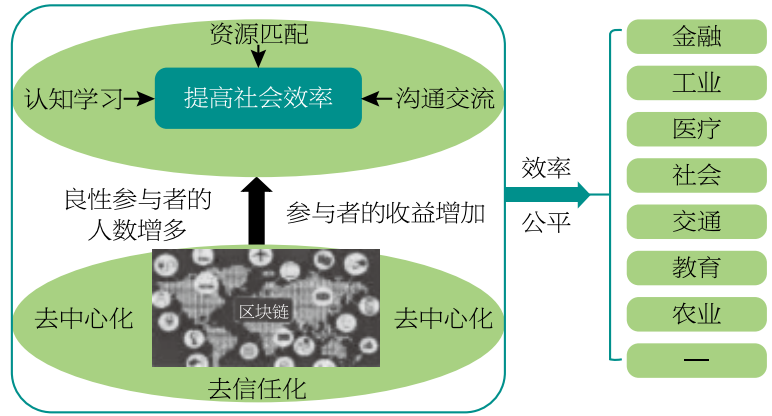 资源匹配
认知学习
提高社会效率
沟通交流
良性参与者的
人数增多
参与者的收益增加
区块链
去中心化
去中心化
去信任化
效率
公平
金融
工业
医疗
社会
交通
教育
农业
—